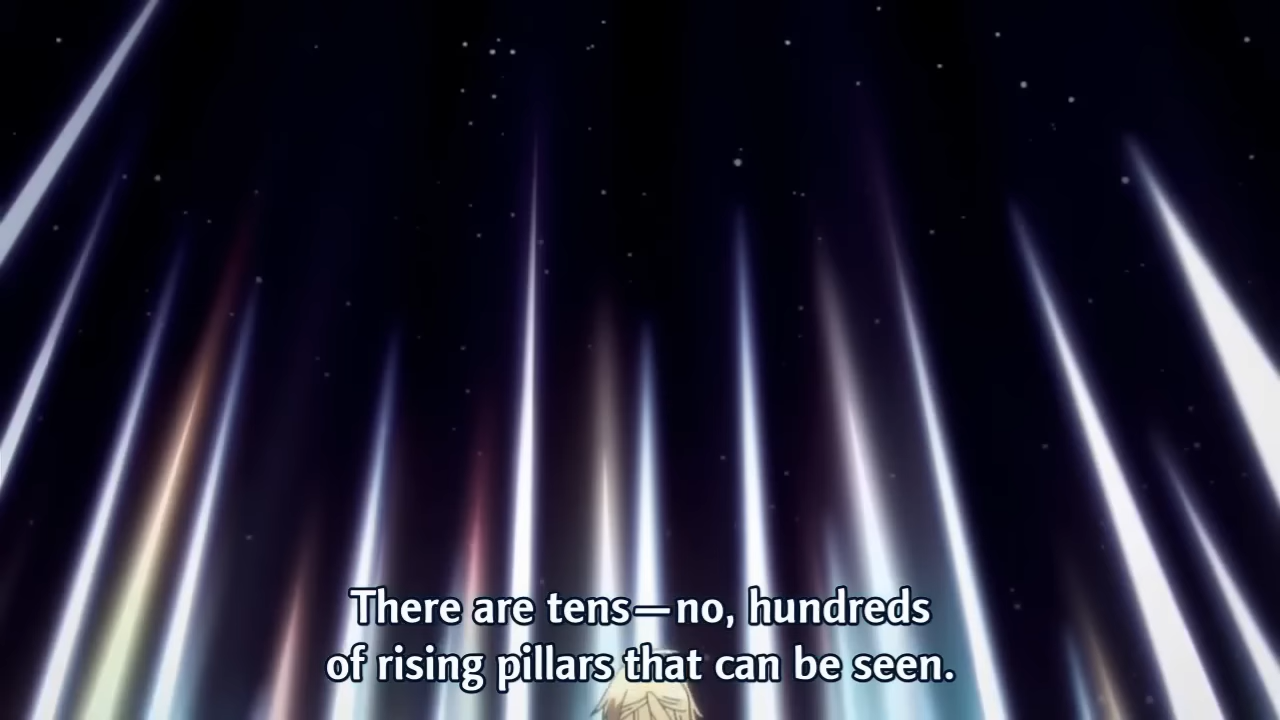 There are tens—no, hundreds
of rising pillars that can be seen.